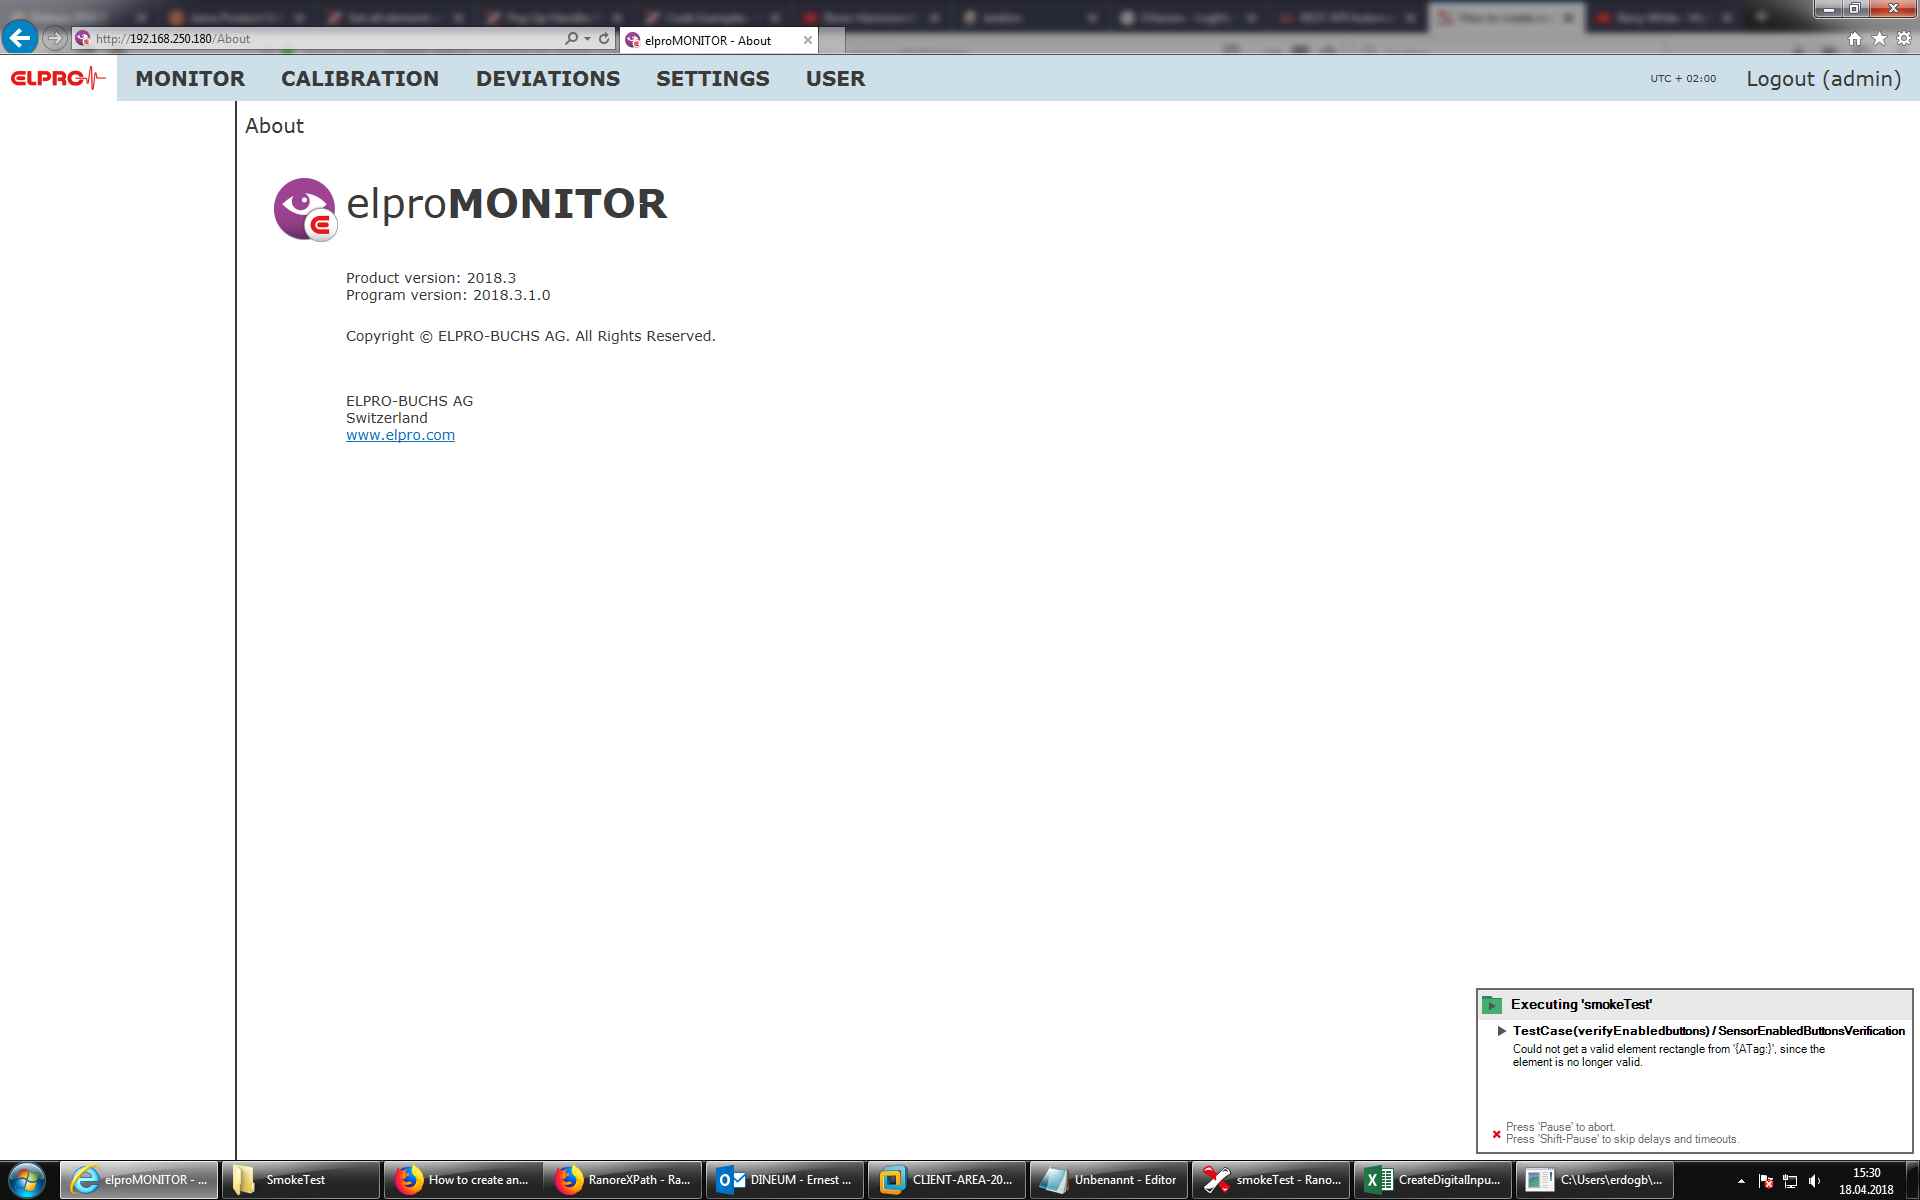 http://192.168.250.180/About
elproMONITOR - About
ELPRO
MONITOR
CALIBRATION
DEVIATIONS
SETTINGS
USER
UTC + 02:00
Logout (admin)
About
elproMONITOR
Product version: 2018.3
Program version: 2018.3.1.0
Copyright © ELPRO-BUCHS AG. All Rights Reserved.
ELPRO-BUCHS AG
Switzerland
www.elpro.com
Executing 'smokeTest'
TestCase(verifyEnabledbuttons) / SensorEnabledButtonsVerification
Could not get a valid element rectangle from '{ATag:}', since the
element is no longer valid.
Press 'Pause' to abort.
Press 'Shift-Pause' to skip delays and timeouts.
elproMONITOR - ...
SmokeTest
How to create an...
RanoreXPath - Ra...
DINEUM - Ernest ...
CLIENT-AREA-20...
Unbenannt - Editor
smokeTest - Rano...
CreateDigitalInpu...
C:\Users\erdogb\...
15:30
18.04.2018